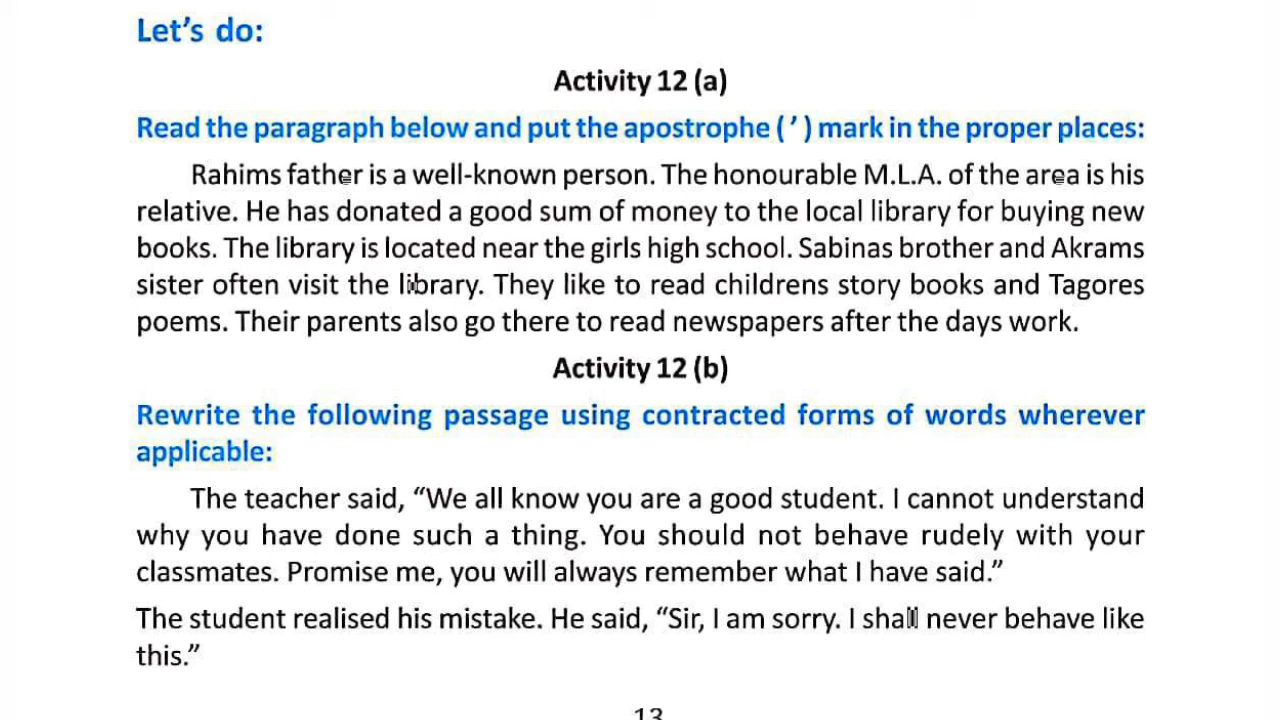 Let's do:
Activity 12 (a)
Read the paragraph below and put the apostrophe ( ’ ) mark in the proper places:
Rahims father is a well-known person. The honourable M.L.A. of the area is his
relative. He has donated a good sum of money to the local library for buying new
books. The library is located near the girls high school. Sabinas brother and Akrams
sister often visit the library. They like to read childrens story books and Tagores
poems. Their parents also go there to read newspapers after the days work.
Activity 12 (b)
Rewrite the following passage using contracted forms of words wherever
applicable:
The teacher said, “We all know you are a good student. I cannot understand
why you have done such a thing. You should not behave rudely with your
classmates. Promise me, you will always remember what I have said.”
The student realised his mistake. He said, “Sir, I am sorry. I shall never behave like
this.”
13